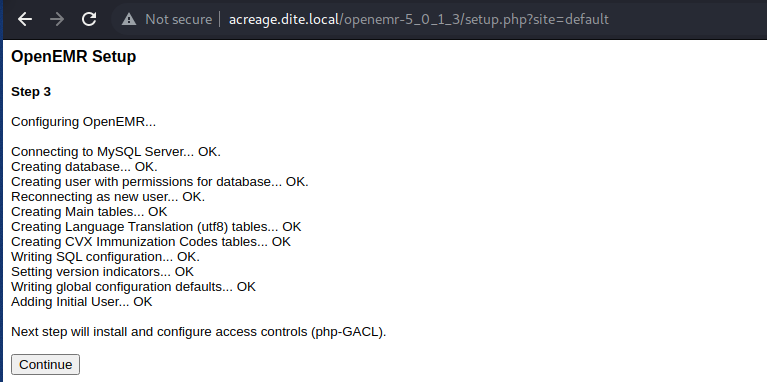 Not secure
acreage.dite.local/openemr-5_0_1_3/setup.php?site=default
OpenEMR Setup
Step 3
Configuring OpenEMR...
Connecting to MySQL Server... OK.
Creating database... OK.
Creating user with permissions for database... OK.
Reconnecting as new user... OK.
Creating Main tables... OK
Creating Language Translation (utf8) tables... OK
Creating CVX Immunization Codes tables... OK
Writing SQL configuration... OK.
Setting version indicators... OK
Writing global configuration defaults... OK
Adding Initial User... OK
Next step will install and configure access controls (php-GACL).
Continue